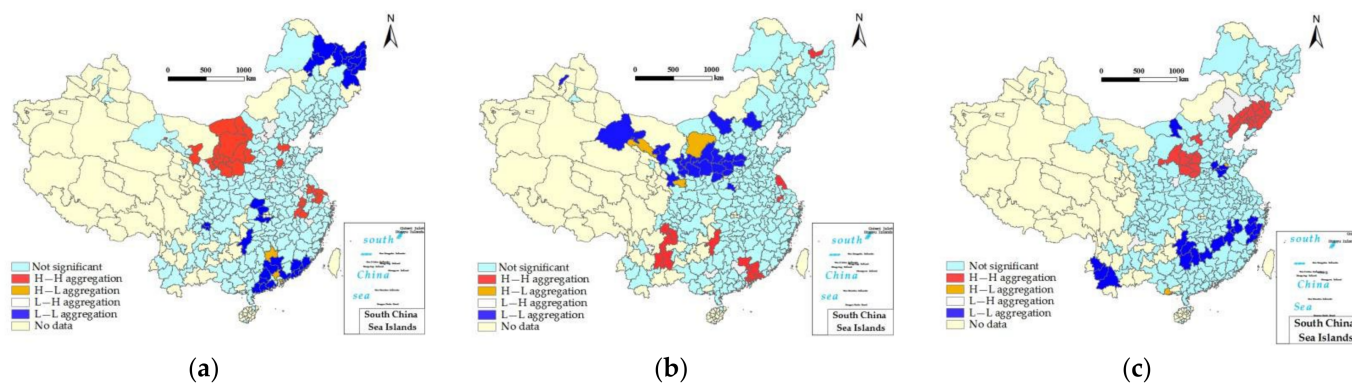 N
0 500 1000
km
Not significant
H—H aggregation
H—L aggregation
L—H aggregation
L—L aggregation
No data
south
China
sea
South China
Sea Islands
(a)
N
0 500 1000
km
Not significant
H—H aggregation
H—L aggregation
L—H aggregation
L—L aggregation
No data
south
China
sea
South China
Sea Islands
(b)
N
0 500 1000
km
Not significant
H—H aggregation
H—L aggregation
L—H aggregation
L—L aggregation
No data
south
China
Sea
South China
Sea Islands
(c)